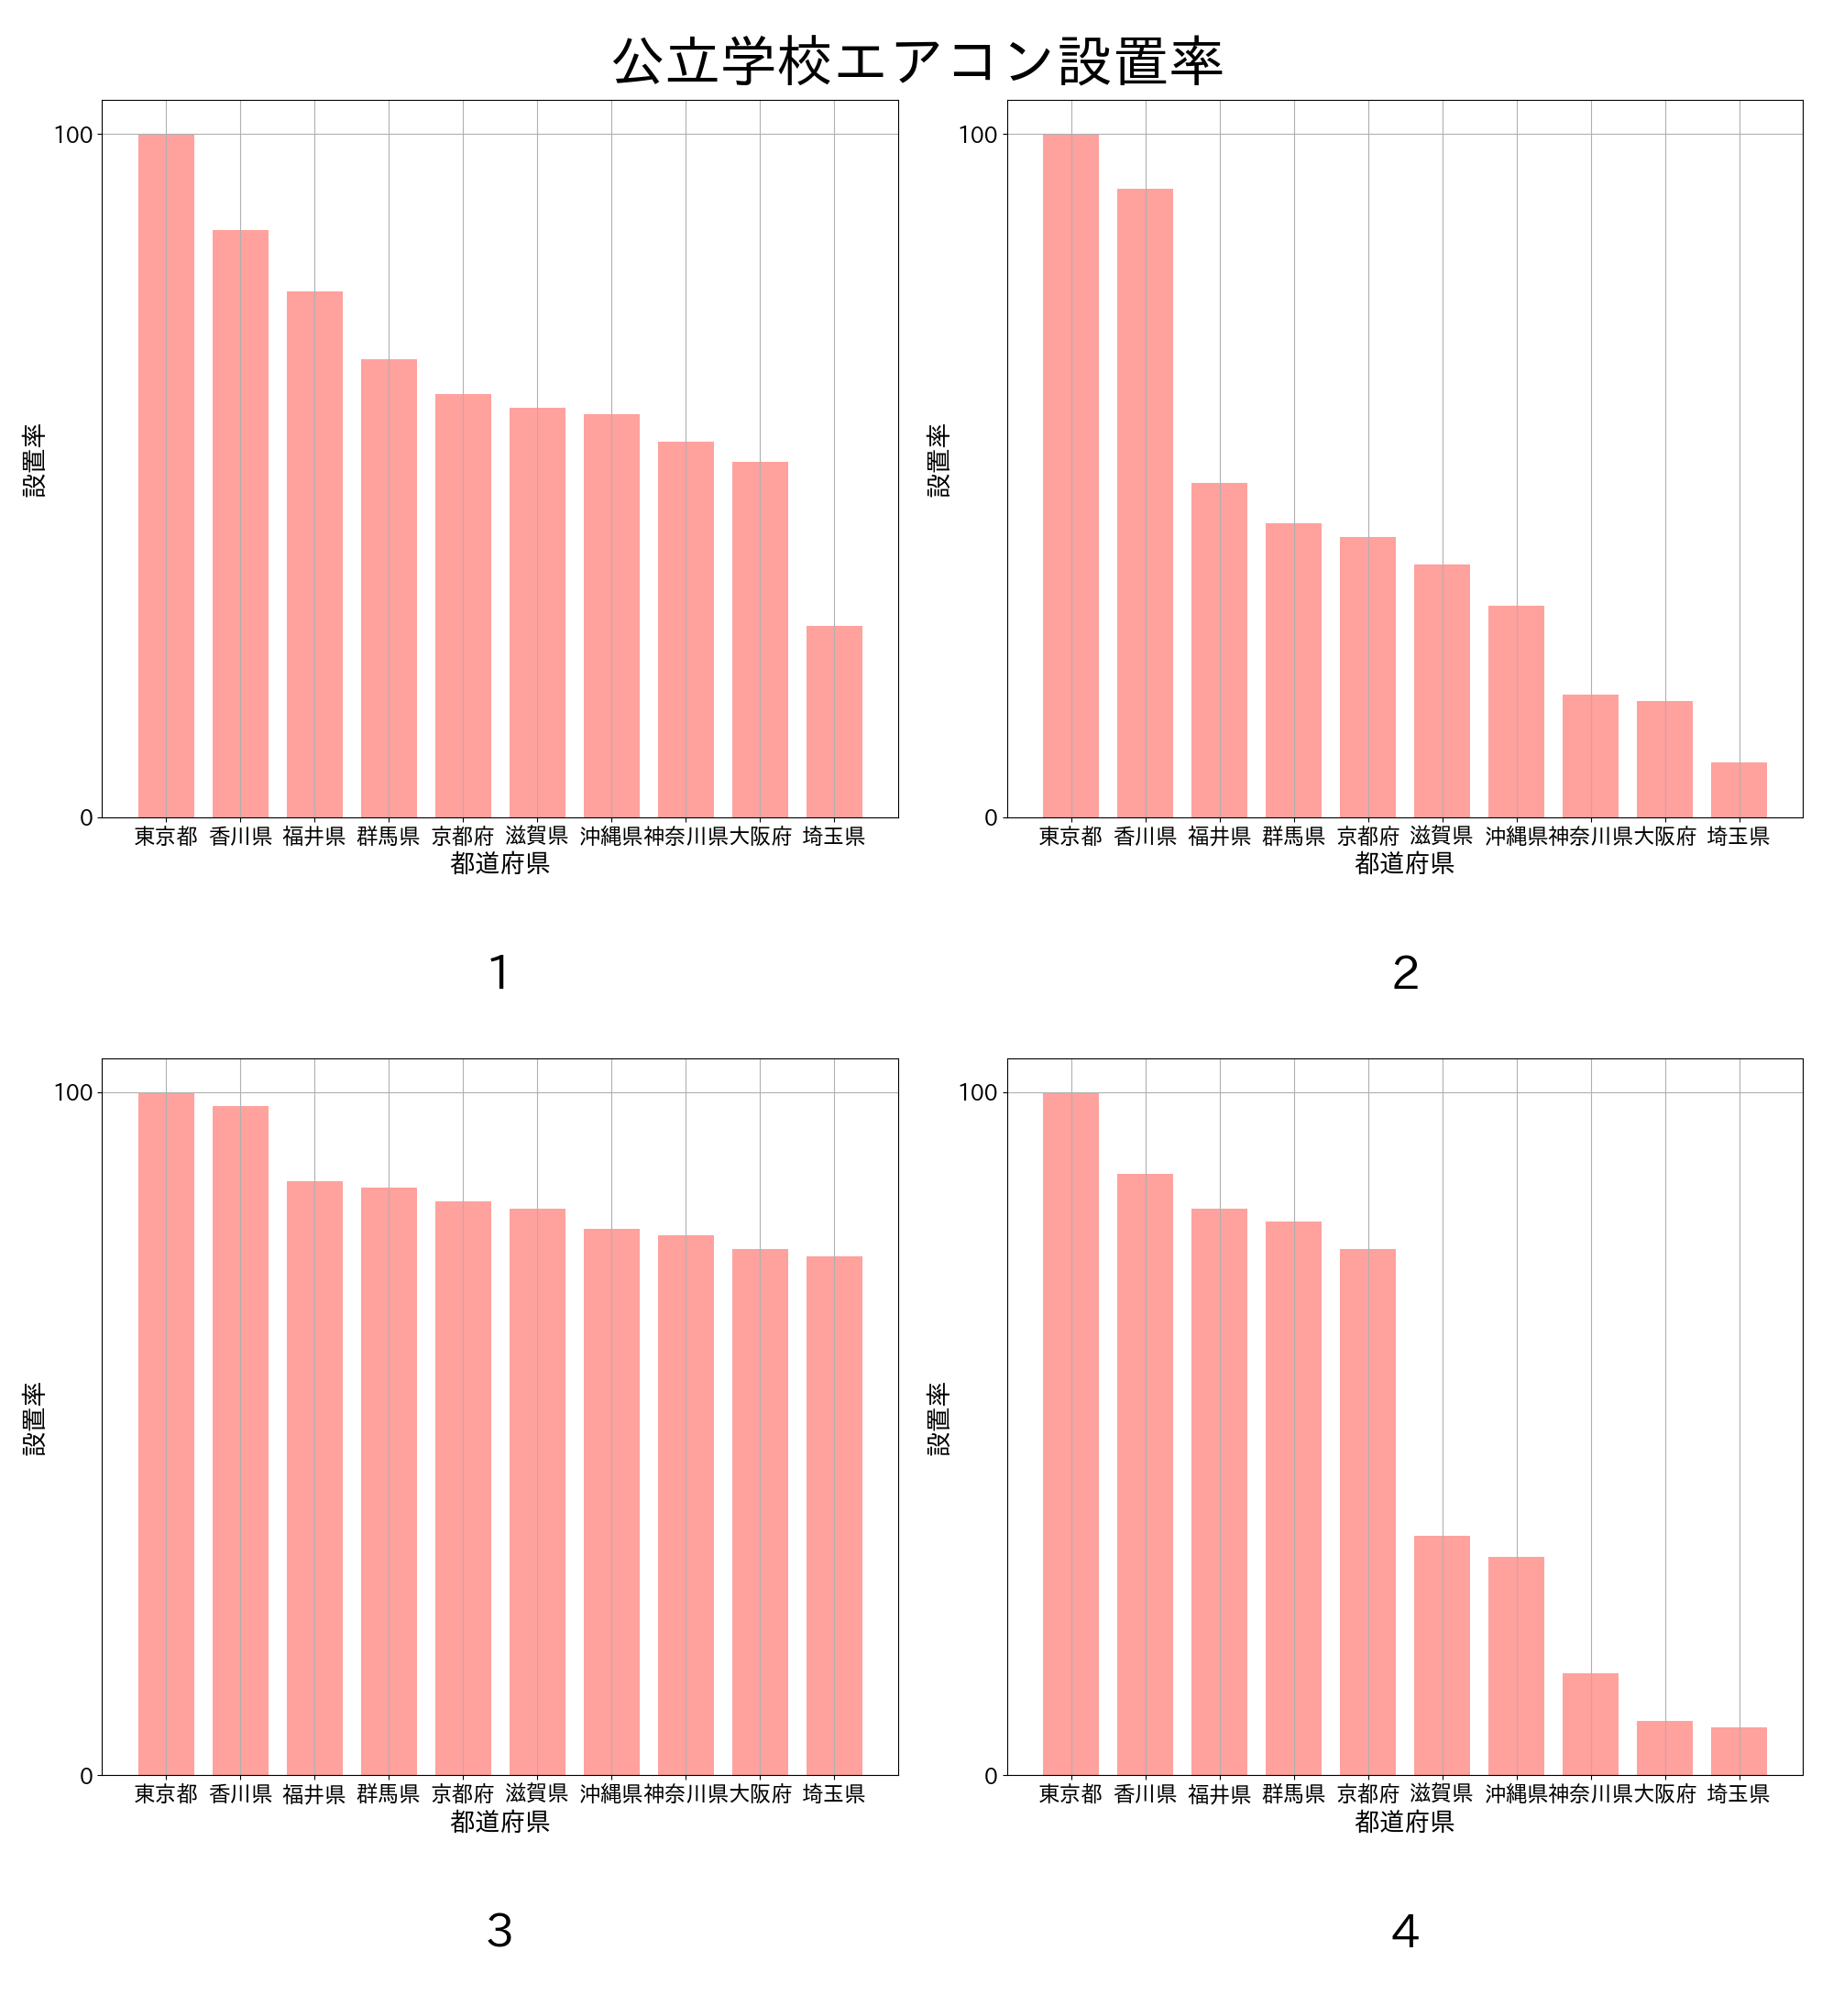 公立学校エアコン設置率
100
0
設置率
東京都 香川県 福井県 群馬県 京都府 滋賀県 沖縄県 神奈川県 大阪府 埼玉県
都道府県
1
100
0
設置率
東京都 香川県 福井県 群馬県 京都府 滋賀県 沖縄県 神奈川県 大阪府 埼玉県
都道府県
2
100
0
設置率
東京都 香川県 福井県 群馬県 京都府 滋賀県 沖縄県 神奈川県 大阪府 埼玉県
都道府県
3
100
0
設置率
東京都 香川県 福井県 群馬県 京都府 滋賀県 沖縄県 神奈川県 大阪府 埼玉県
都道府県
4